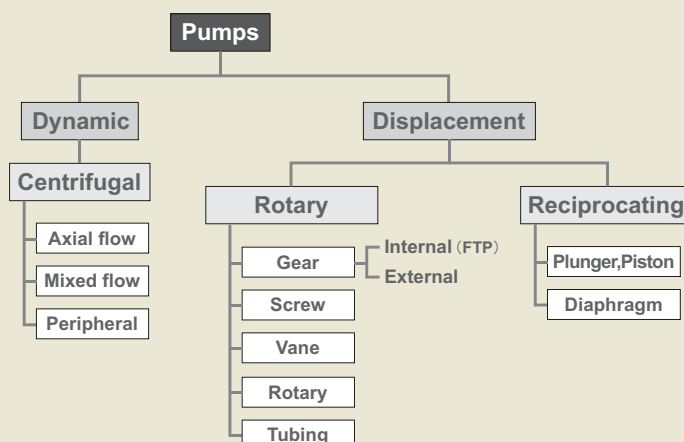 Pumps
Dynamic
Displacement
Centrifugal
Rotary
Reciprocating
Axial flow
Mixed flow
Peripheral
Gear
Internal (FTP)
External
Screw
Vane
Rotary
Tubing
Plunger,Piston
Diaphragm